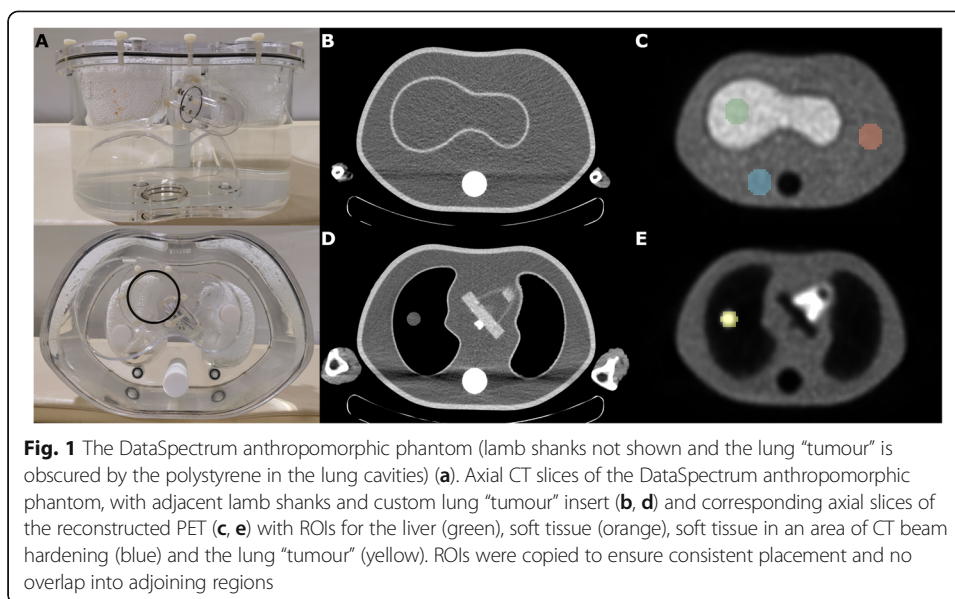 A
B
C
D
E
Fig. 1 The DataSpectrum anthropomorphic phantom (lamb shanks not shown and the lung “tumour” is
obscured by the polystyrene in the lung cavities) (a). Axial CT slices of the DataSpectrum anthropomorphic
phantom, with adjacent lamb shanks and custom lung “tumour” insert (b, d) and corresponding axial slices of
the reconstructed PET (c, e) with ROIs for the liver (green), soft tissue (orange), soft tissue in an area of CT beam
hardening (blue) and the lung “tumour” (yellow). ROIs were copied to ensure consistent placement and no
overlap into adjoining regions